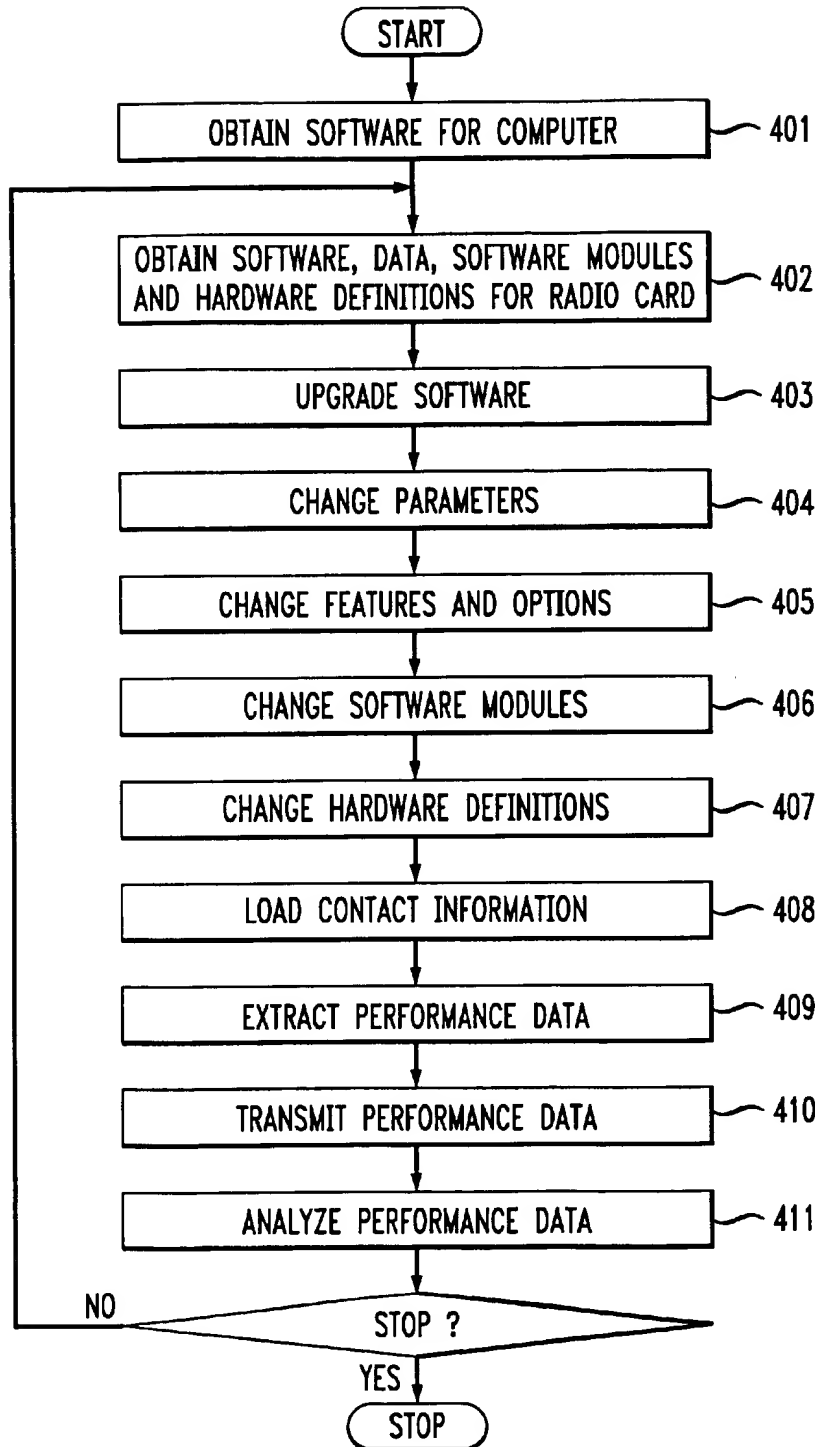 START
OBTAIN SOFTWARE FOR COMPUTER 401
OBTAIN SOFTWARE, DATA, SOFTWARE MODULES
AND HARDWARE DEFINITIONS FOR RADIO CARD 402
UPGRADE SOFTWARE 403
CHANGE PARAMETERS 404
CHANGE FEATURES AND OPTIONS 405
CHANGE SOFTWARE MODULES 406
CHANGE HARDWARE DEFINITIONS 407
LOAD CONTACT INFORMATION 408
EXTRACT PERFORMANCE DATA 409
TRANSMIT PERFORMANCE DATA 410
ANALYZE PERFORMANCE DATA 411
NO
STOP ?
YES
STOP